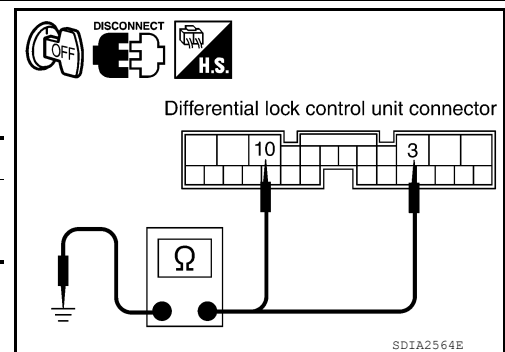 OFF
DISCONNECT
H.S.
Differential lock control unit connector
10 3
Ω
SDIA2564E